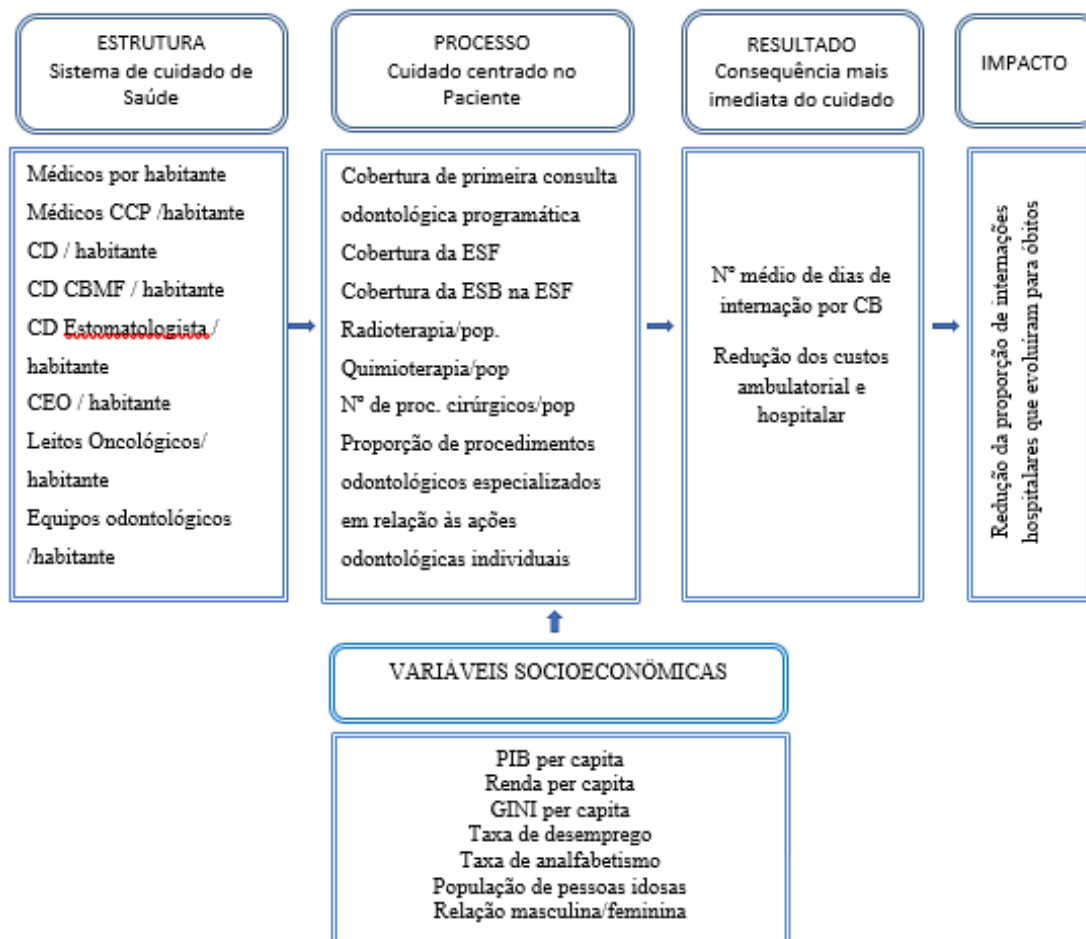 ESTRUTURA
Sistema de cuidado de
Saúde
PROCESSO
Cuidado centrado no
Paciente
RESULTADO
Consequência mais
imediata do cuidado
IMPACTO
Médicos por habitante
Médicos CCP /habitante
CD / habitante
CD CBMF / habitante
CD Estomatologista /
habitante
CEO / habitante
Leitos Oncológicos/
habitante
Equipos odontológicos
/habitante
Cobertura de primeira consulta
odontológica programática
Cobertura da ESF
Cobertura da ESB na ESF
Radioterapia/pop.
Quimioterapia/pop
Nº de proc. cirúrgicos/pop
Proporção de procedimentos
odontológicos especializados
em relação às ações
odontológicas individuais
Nº médio de dias de
internação por CB
Redução dos custos
ambulatorial e
hospitalar
Redução da proporção de internações
hospitalares que evoluíram para óbitos
VARIÁVEIS SOCIOECONÔMICAS
PIB per capita
Renda per capita
GINI per capita
Taxa de desemprego
Taxa de analfabetismo
População de pessoas idosas
Relação masculina/feminina